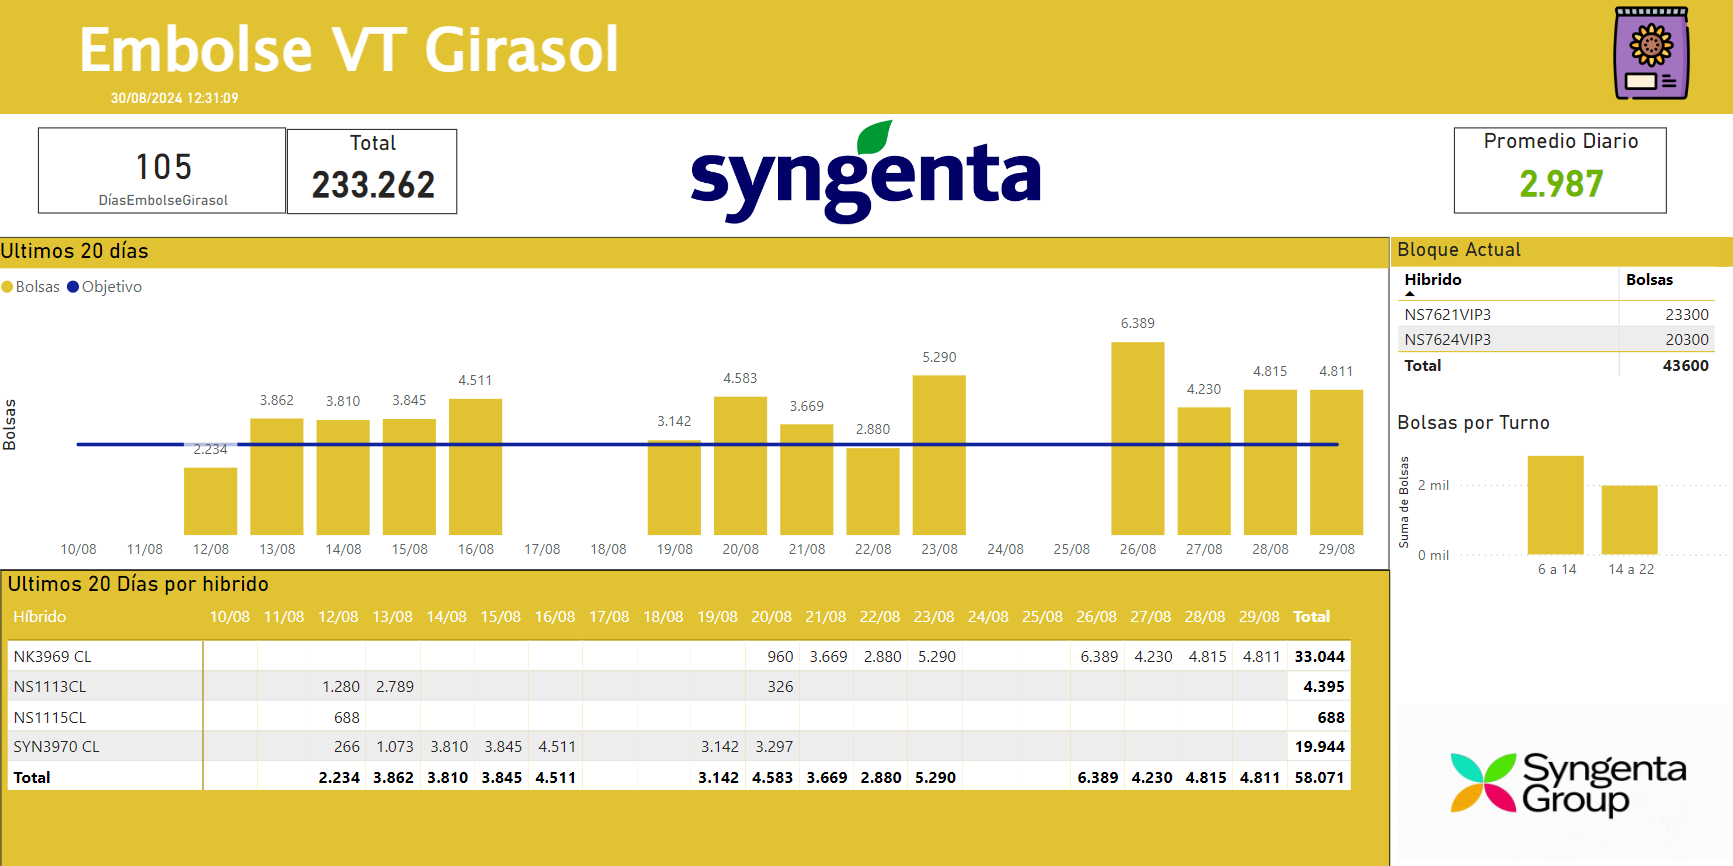 Embolse VT Girasol
30/08/2024 12:31:09
105
DíasEmbolseGirasol
Total
233.262
syngenta
Promedio Diario
2.987
Ultimos 20 días
Bolsas Objetivo
Bolsas
2.234 3.862 3.810 3.845 4.511 3.142 4.583 3.669 2.880 5.290 6.389 4.230 4.815 4.811
10/08 11/08 12/08 13/08 14/08 15/08 16/08 17/08 18/08 19/08 20/08 21/08 22/08 23/08 24/08 25/08 26/08 27/08 28/08 29/08
Bloque Actual
Hibrido Bolsas
NS7621VIP3 23300
NS7624VIP3 20300
Total 43600
Bolsas por Turno
Suma de Bolsas
2 mil
0 mil
6 a 14 14 a 22
Ultimos 20 Días por hibrido
Híbrido 10/08 11/08 12/08 13/08 14/08 15/08 16/08 17/08 18/08 19/08 20/08 21/08 22/08 23/08 24/08 25/08 26/08 27/08 28/08 29/08 Total
NK3969 CL 960 3.669 2.880 5.290 6.389 4.230 4.815 4.811 33.044
NS1113CL 1.280 2.789 326 4.395
NS1115CL 688 688
SYN3970 CL 266 1.073 3.810 3.845 4.511 3.142 3.297 19.944
Total 2.234 3.862 3.810 3.845 4.511 3.142 4.583 3.669 2.880 5.290 6.389 4.230 4.815 4.811 58.071
Syngenta
Group